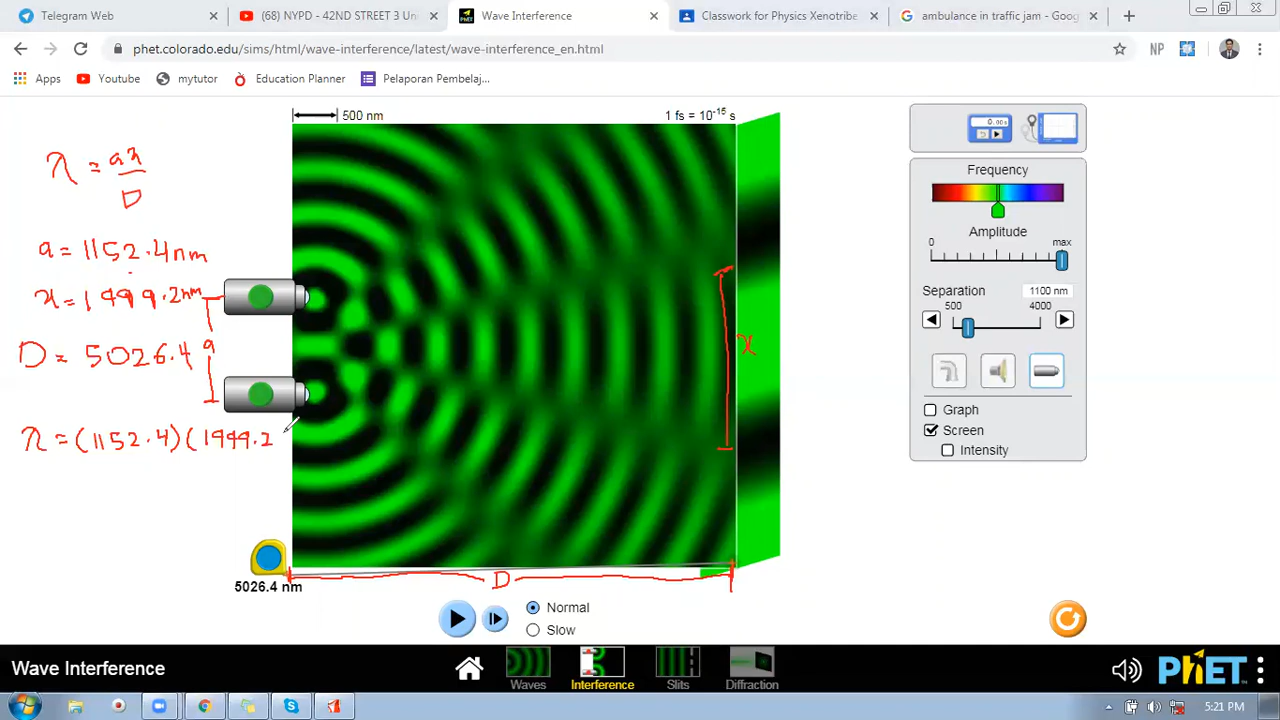 Telegram Web
(68) NYPD - 42ND STREET 3 U
Wave Interference
Classwork for Physics Xenotribe
ambulance in traffic jam - Goog
phet.colorado.edu/sims/html/wave-interference/latest/wave-interference_en.html
NP
Apps
Youtube
mytutor
Education Planner
Pelaporan Pembelaj...
500 nm
1 fs = 10⁻¹⁵ s
0.00s
λ = ax
D
a = 1152.4nm
x = 1999.2nm
D = 5026.4
a
λ = (1152.4)(1999.2
x
D
5026.4 nm
Frequency
Amplitude
0
max
Separation
1100 nm
500
4000
Graph
Screen
Intensity
Normal
Slow
Wave Interference
Waves
Interference
Slits
Diffraction
PhET
5:21 PM